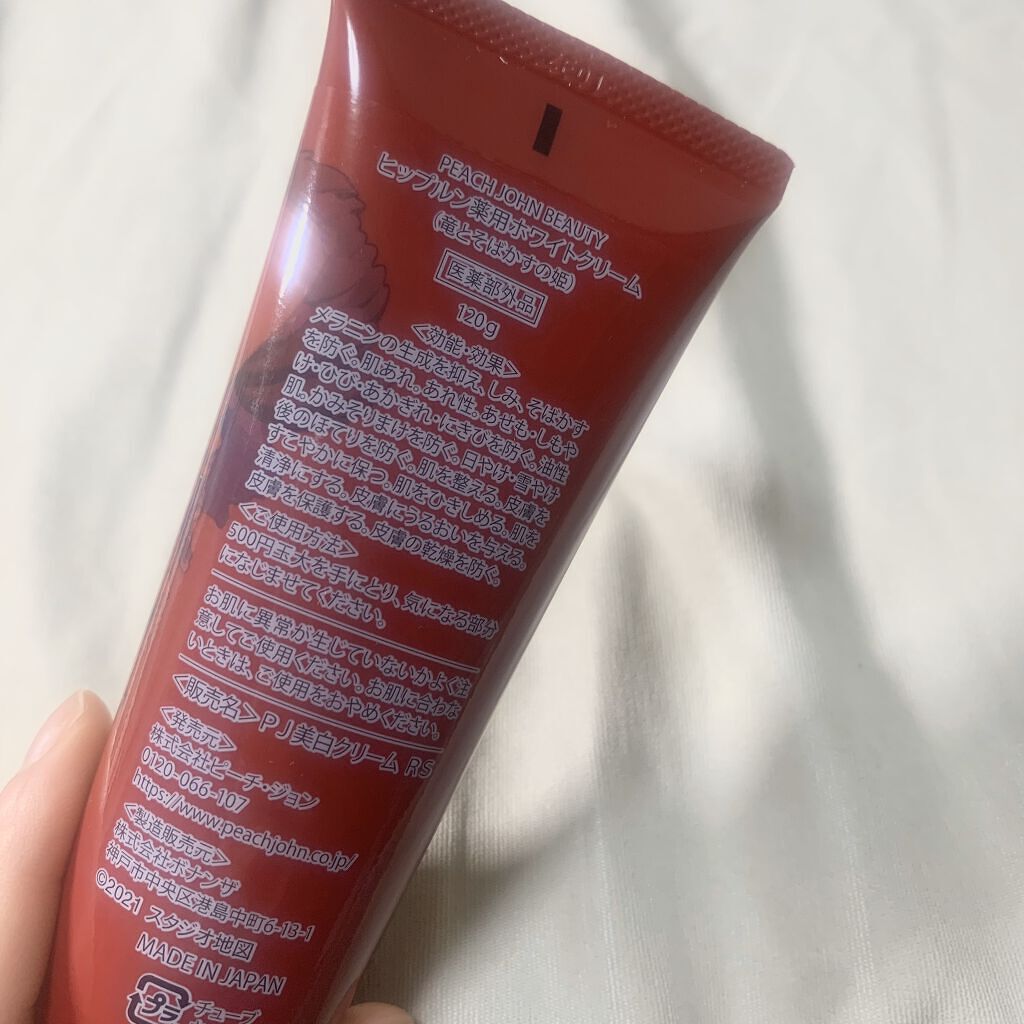 PEACH JOHN BEAUTY
ヒップルン薬用ホワイトクリーム
(竜とそばかすの姫)
医薬部外品
120g
<効能・効果>
メラニンの生成を抑え、しみ、そばかす
を防ぐ。肌あれ。あれ性。あせも・しもや
け・ひび・あかぎれ・にきびを防ぐ。油性
肌。かみそりまけを防ぐ。日やけ・雪やけ
後のほてりを防ぐ。肌を整える。皮膚を
すこやかに保つ。肌をひきしめる。肌を
清浄にする。皮膚にうるおいを与える。
皮膚を保護する。皮膚の乾燥を防ぐ。
<ご使用方法>
500円玉大を手にとり、気になる部分
になじませてください。
お肌に異常が生じていないかよく注
意してご使用ください。お肌に合わな
いときは、ご使用をおやめください。
<販売名>PJ美白クリーム RS
<発売元>
株式会社ピーチ・ジョン
0120-066-107
https://www.peachjohn.co.jp/
<製造販売元>
株式会社ボナンザ
神戸市中央区港島中町6-13-1
©2021 スタジオ地図
MADE IN JAPAN
プラ
チューブ